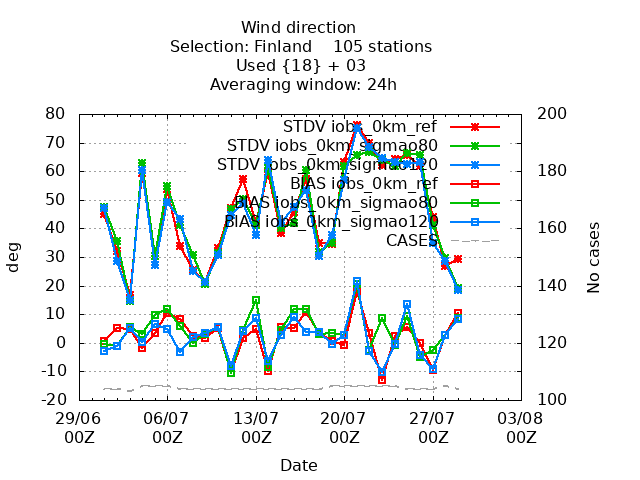 Wind direction
Selection: Finland    105 stations
Used {18} + 03
Averaging window: 24h
80
70
60
50
40
30
20
10
0
-10
-20
deg
200
180
160
140
120
100
No cases
STDV iobs_0km_ref
STDV iobs_0km_sigmao80
STDV iobs_0km_sigmao120
BIAS iobs_0km_ref
BIAS iobs_0km_sigmao80
BIAS iobs_0km_sigmao120
CASES
29/06 06/07 13/07 20/07 27/07 03/08
00Z 00Z 00Z 00Z 00Z 00Z
Date